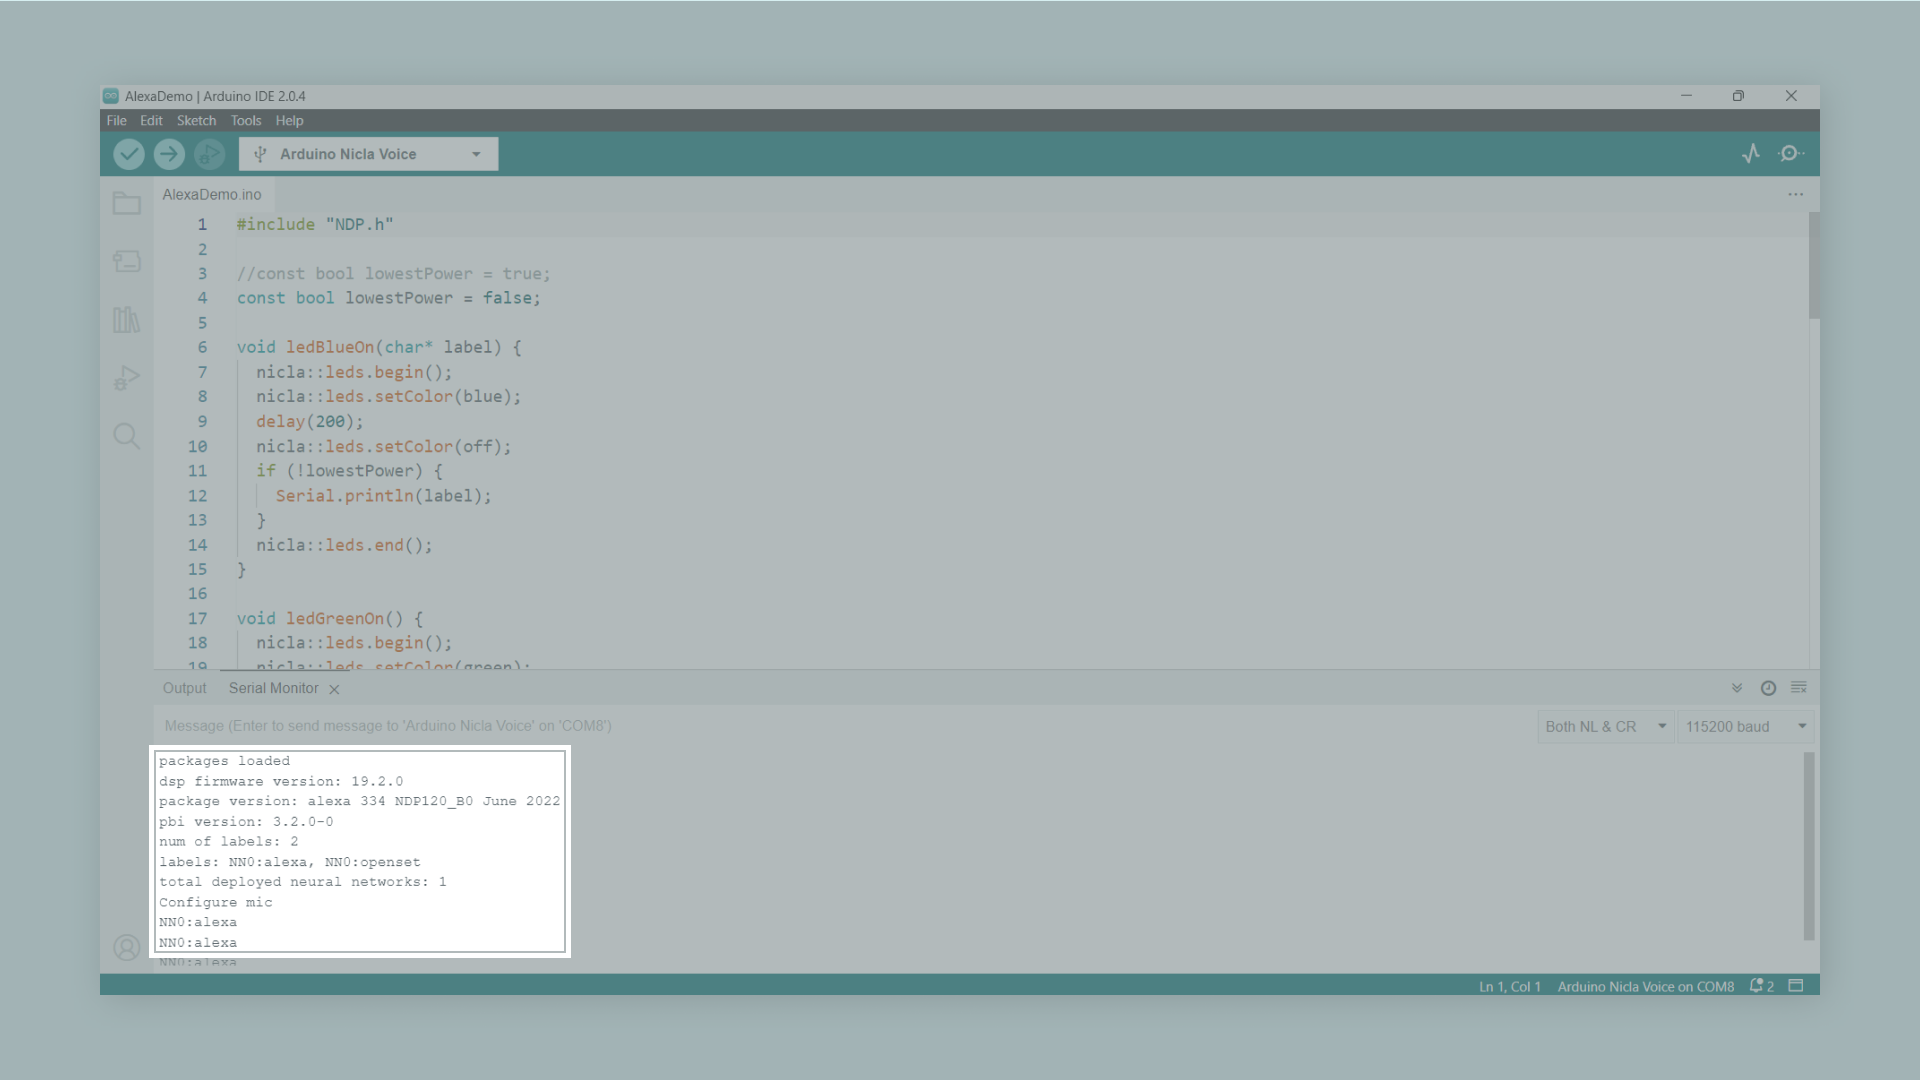 AlexaDemo | Arduino IDE 2.0.4
File Edit Sketch Tools Help
Arduino Nicla Voice
AlexaDemo.ino
1 #include "NDP.h"
2
3 //const bool lowestPower = true;
4 const bool lowestPower = false;
5
6 void ledBlueOn(char* label) {
7 nicla::leds.begin();
8 nicla::leds.setColor(blue);
9 delay(200);
10 nicla::leds.setColor(off);
11 if (!lowestPower) {
12 Serial.println(label);
13 }
14 nicla::leds.end();
15 }
16
17 void ledGreenOn() {
18 nicla::leds.begin();
19 nicla::leds.setColor(green);
Output Serial Monitor
Message (Enter to send message to 'Arduino Nicla Voice' on 'COM8')
Both NL & CR 115200 baud
packages loaded
dsp firmware version: 19.2.0
package version: alexa 334 NDP120_B0 June 2022
pbi version: 3.2.0-0
num of labels: 2
labels: NN0:alexa, NN0:openset
total deployed neural networks: 1
Configure mic
NN0:alexa
NN0:alexa
NN0:alexa
Ln 1, Col 1 Arduino Nicla Voice on COM8 2